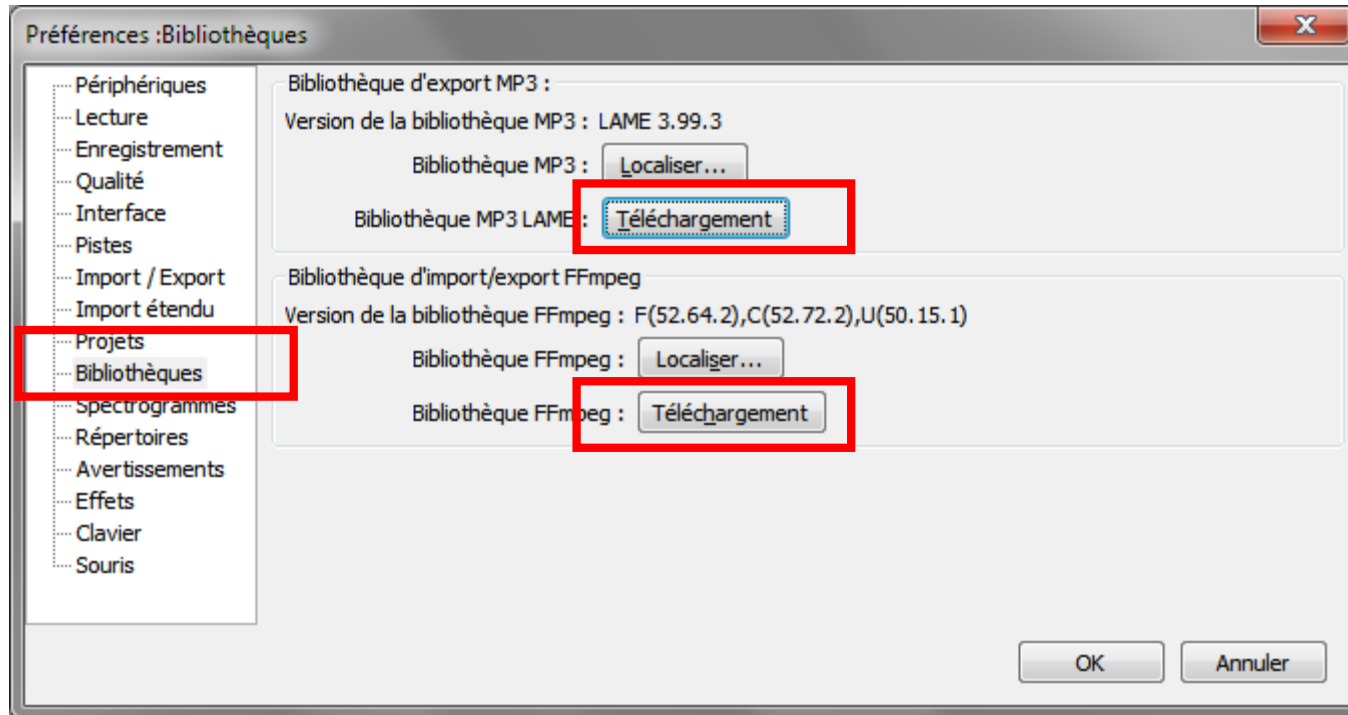 Préférences :Bibliothèques
Périphériques
Lecture
Enregistrement
Qualité
Interface
Pistes
Import / Export
Import étendu
Projets
Bibliothèques
Spectrogrammes
Répertoires
Avertissements
Effets
Clavier
Souris
Bibliothèque d'export MP3 :
Version de la bibliothèque MP3 : LAME 3.99.3
Bibliothèque MP3 : Localiser...
Bibliothèque MP3 LAME : Téléchargement
Bibliothèque d'import/export FFmpeg
Version de la bibliothèque FFmpeg : F(52.64.2),C(52.72.2),U(50.15.1)
Bibliothèque FFmpeg : Localiser...
Bibliothèque FFmpeg : Téléchargement
OK Annuler